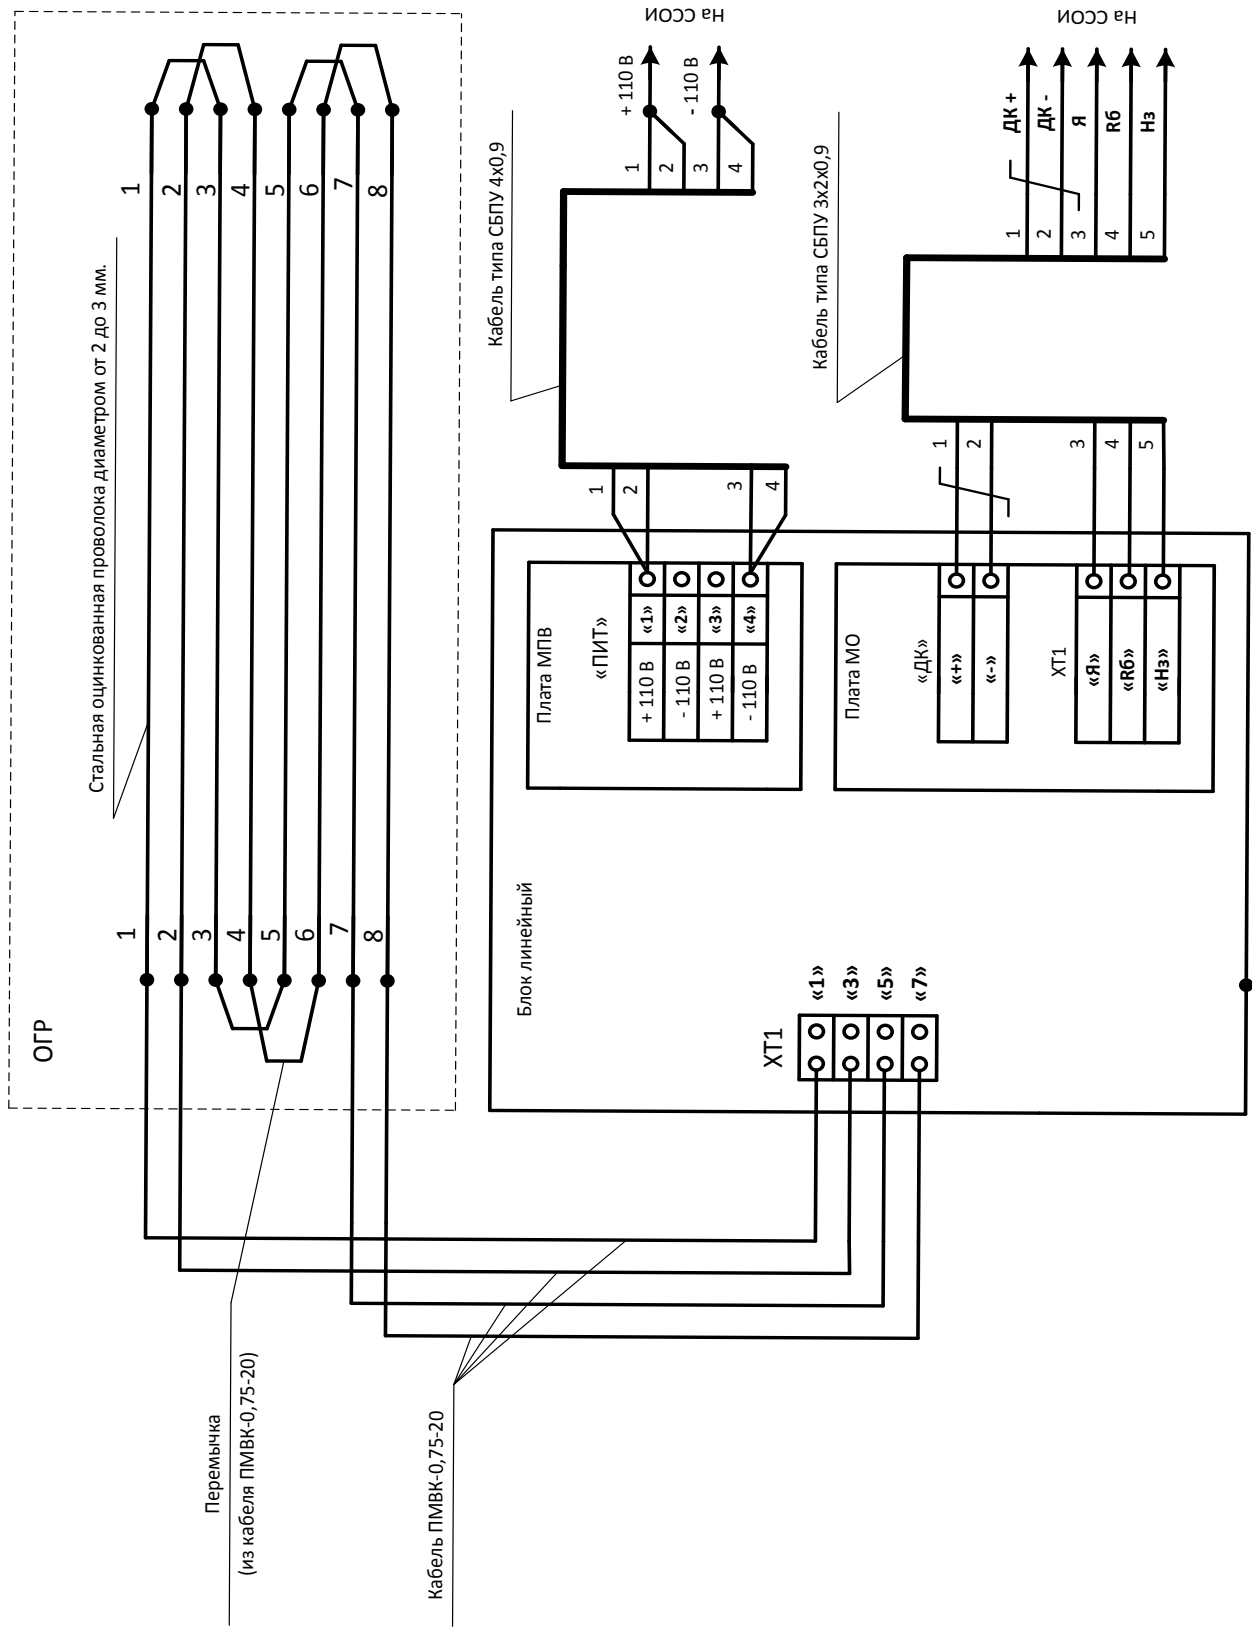 ОГР
Стальная оцинкованная проволока диаметром от 2 до 3 мм.
1
2
3
4
5
6
7
8
1
2
3
4
5
6
7
8
Перемычка
(из кабеля ПМВК-0,75-20)
Кабель ПМВК-0,75-20
Блок линейный
ХТ1
«1»
«3»
«5»
«7»
Плата МПВ
«ПИТ»
+ 110 В «1»
- 110 В «2»
+ 110 В «3»
- 110 В «4»
1
2
3
4
Кабель типа СБПУ 4х0,9
1
2
3
4
+ 110 В
- 110 В
На ССОИ
Плата МО
«ДК»
«+»
«-»
ХТ1
«Я»
«Rб»
«Нз»
1
2
3
4
5
Кабель типа СБПУ 3х2х0,9
1
2
3
4
5
ДК +
ДК -
Я
Rб
Нз
На ССОИ